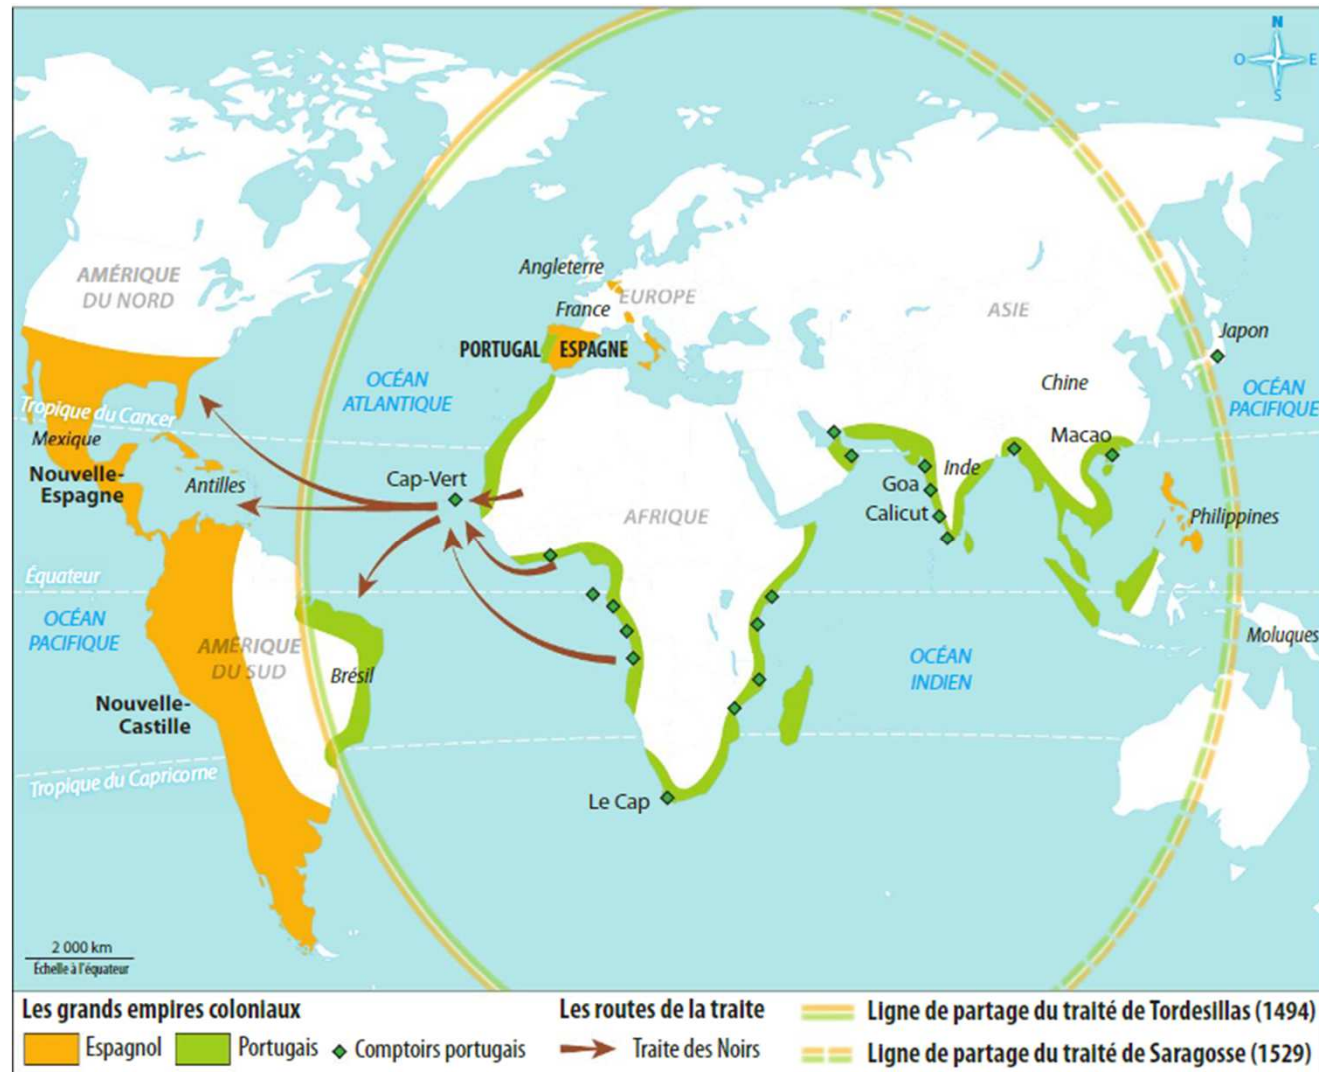 N
O
E
S
AMÉRIQUE
DU NORD
Angleterre
EUROPE
France
ASIE
PORTUGAL
ESPAGNE
Japon
OCÉAN
ATLANTIQUE
Chine
OCÉAN
PACIFIQUE
Tropique du Cancer
Mexique
Macao
Nouvelle-
Espagne
Antilles
Cap-Vert
Inde
Goa
Calicut
AFRIQUE
Philippines
Équateur
OCÉAN
PACIFIQUE
AMÉRIQUE
DU SUD
Brésil
Moluques
OCÉAN
INDIEN
Nouvelle-
Castille
Tropique du Capricorne
Le Cap
2 000 km
Échelle à l'équateur
Les grands empires coloniaux
Espagnol
Portugais
Comptoirs portugais
Les routes de la traite
Traite des Noirs
Ligne de partage du traité de Tordesillas (1494)
Ligne de partage du traité de Saragosse (1529)